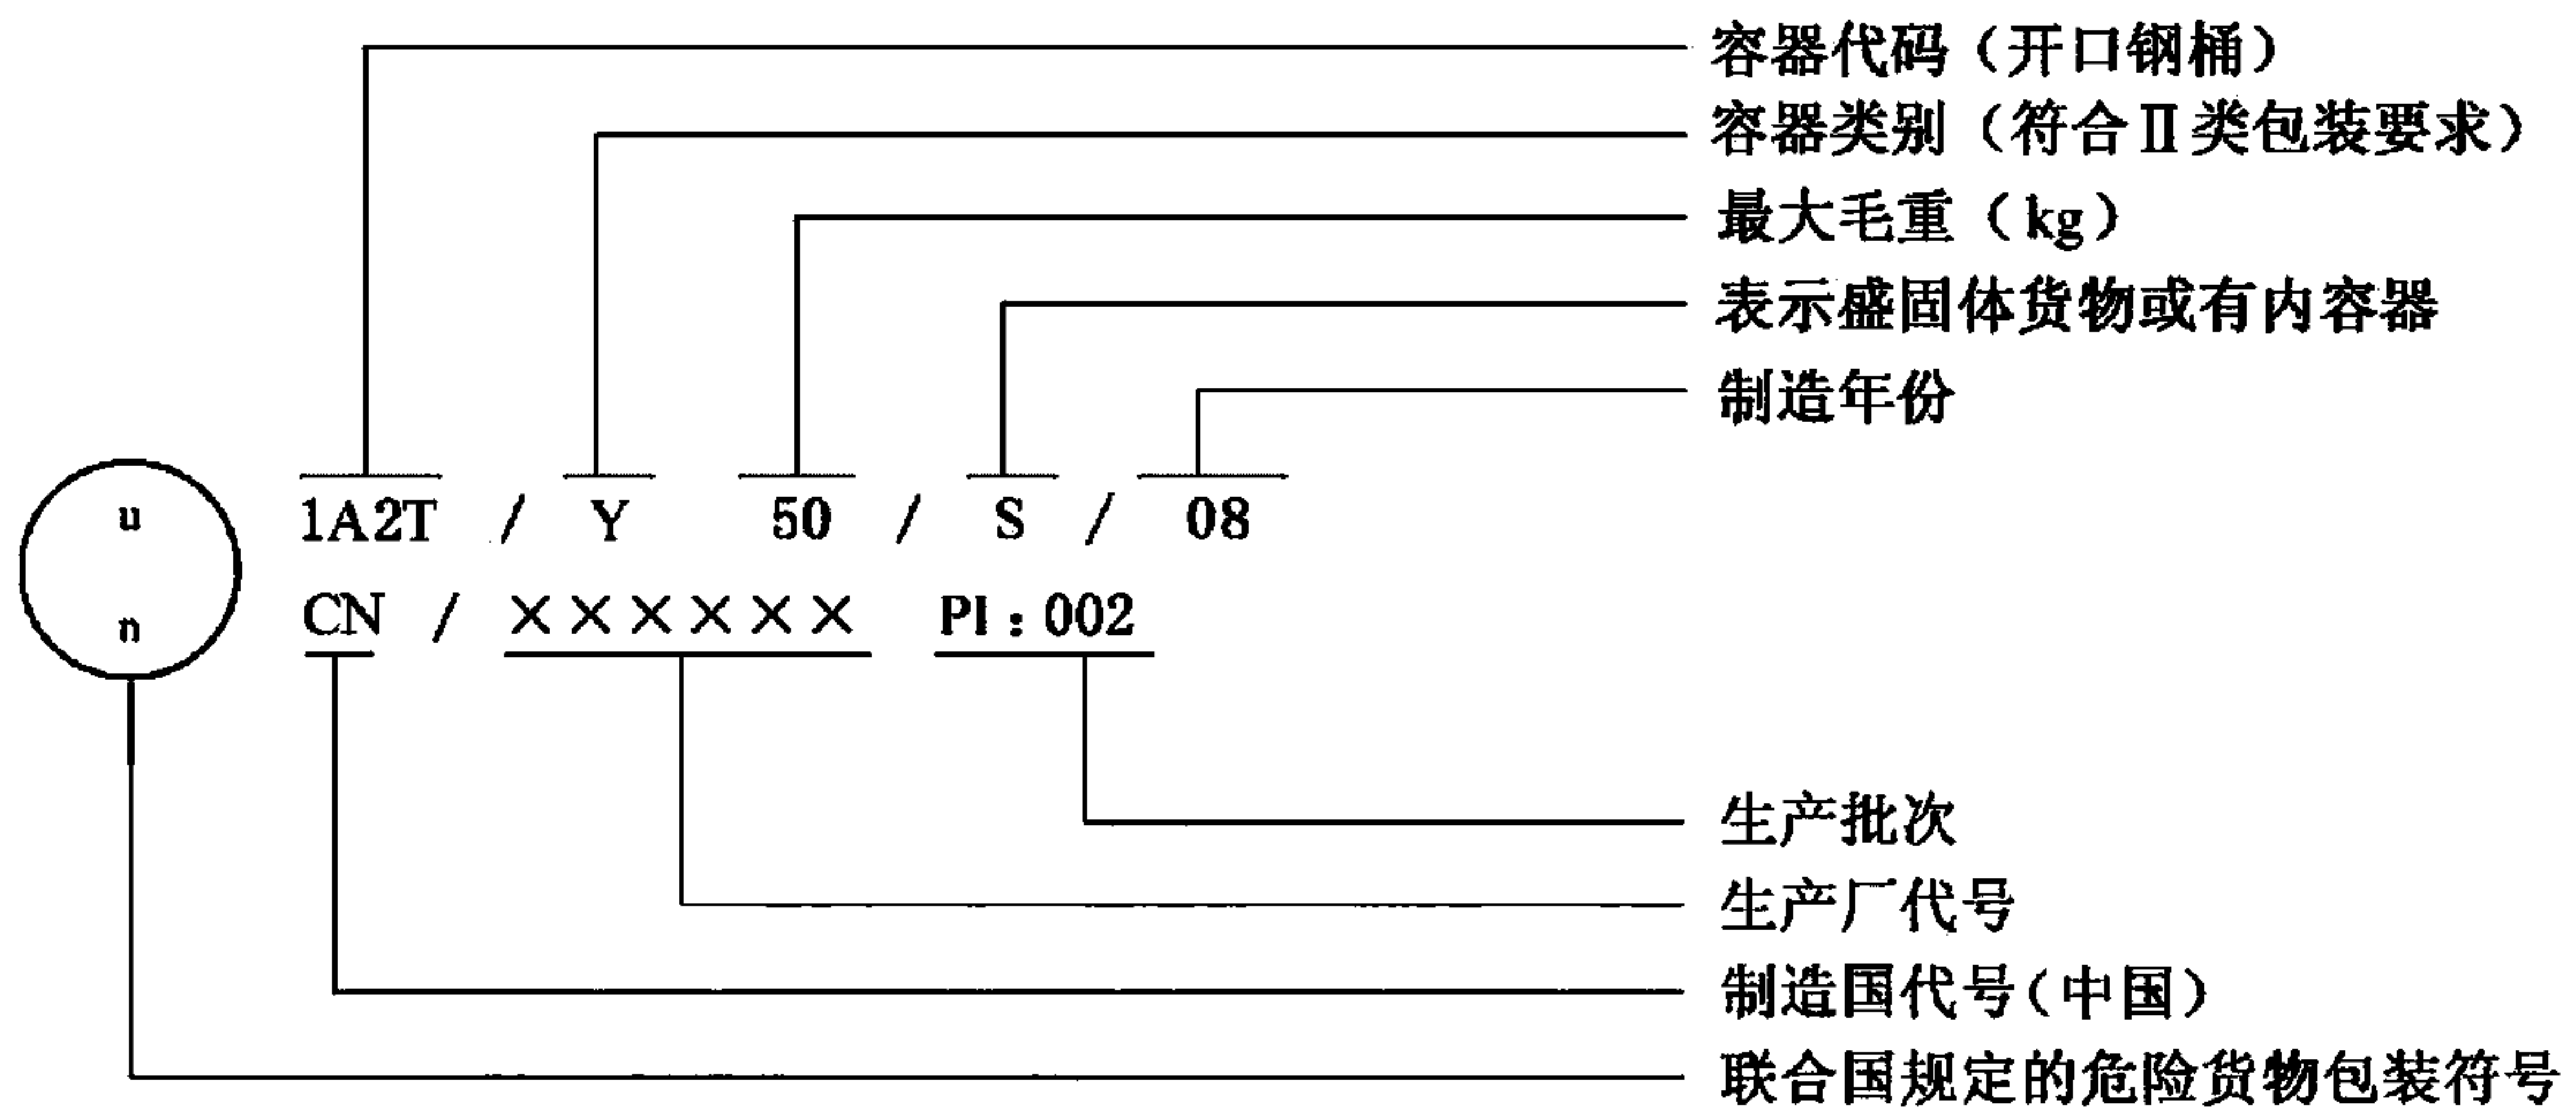 容器代码（开口钢桶）
容器类别（符合Ⅱ类包装要求）
最大毛重（kg）
表示盛固体货物或有内容器
制造年份
u
n
1A2T / Y 50 / S / 08
CN / ×××××× PI：002
生产批次
生产厂代号
制造国代号（中国）
联合国规定的危险货物包装符号